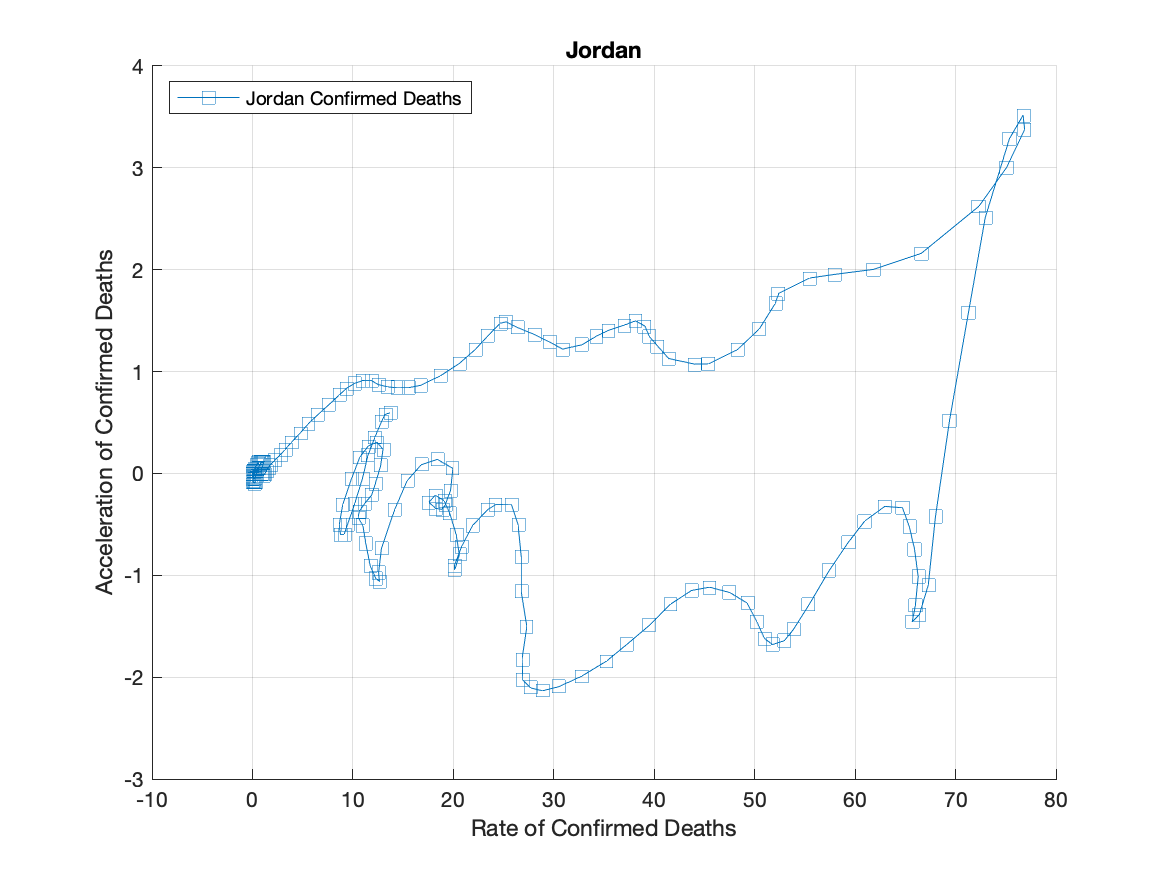 Jordan
Jordan Confirmed Deaths
4
3
2
1
0
-1
-2
-3
Acceleration of Confirmed Deaths
-10 0 10 20 30 40 50 60 70 80
Rate of Confirmed Deaths